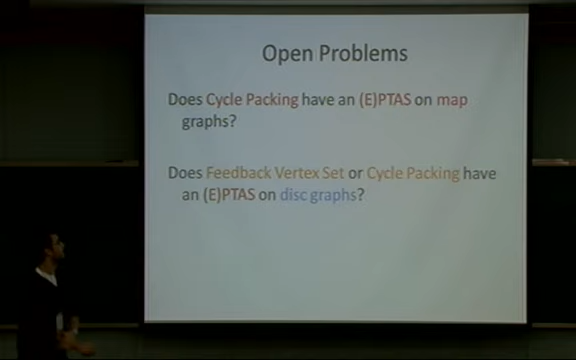 Open Problems
Does Cycle Packing have an (E)PTAS on map
graphs?
Does Feedback Vertex Set or Cycle Packing have
an (E)PTAS on disc graphs?